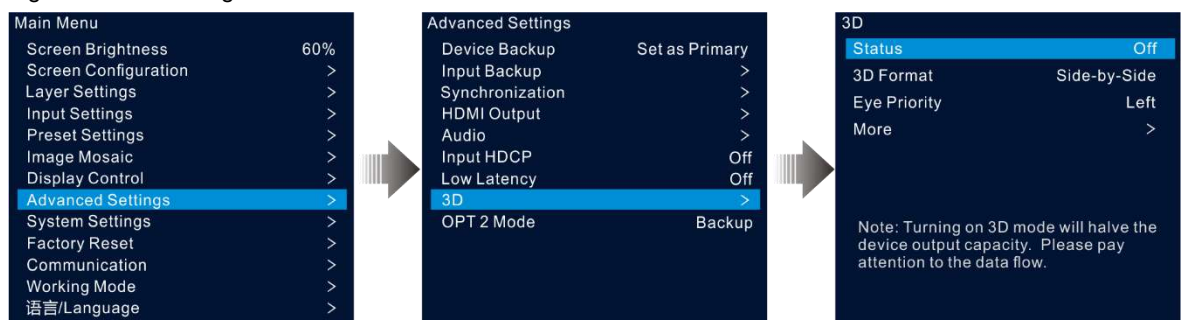 Main Menu
Screen Brightness 60%
Screen Configuration >
Layer Settings >
Input Settings >
Preset Settings >
Image Mosaic >
Display Control >
Advanced Settings >
System Settings >
Factory Reset >
Communication >
Working Mode >
语言/Language >
Advanced Settings
Device Backup Set as Primary
Input Backup >
Synchronization >
HDMI Output >
Audio >
Input HDCP Off
Low Latency Off
3D >
OPT 2 Mode Backup
3D
Status Off
3D Format Side-by-Side
Eye Priority Left
More >
Note: Turning on 3D mode will halve the
device output capacity. Please pay
attention to the data flow.